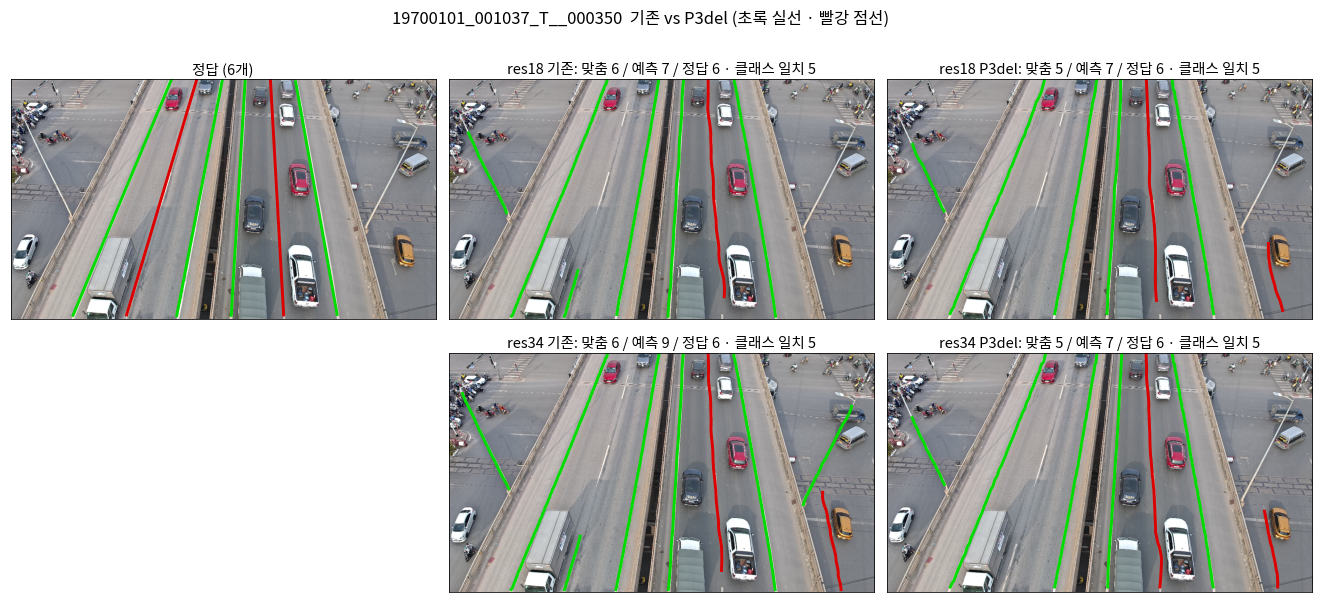 19700101_001037_T__000350 기존 vs P3del (초록 실선 · 빨강 점선)
정답 (6개)
res18 기존: 맞춤 6 / 예측 7 / 정답 6 · 클래스 일치 5
res18 P3del: 맞춤 5 / 예측 7 / 정답 6 · 클래스 일치 5
res34 기존: 맞춤 6 / 예측 9 / 정답 6 · 클래스 일치 5
res34 P3del: 맞춤 5 / 예측 7 / 정답 6 · 클래스 일치 5